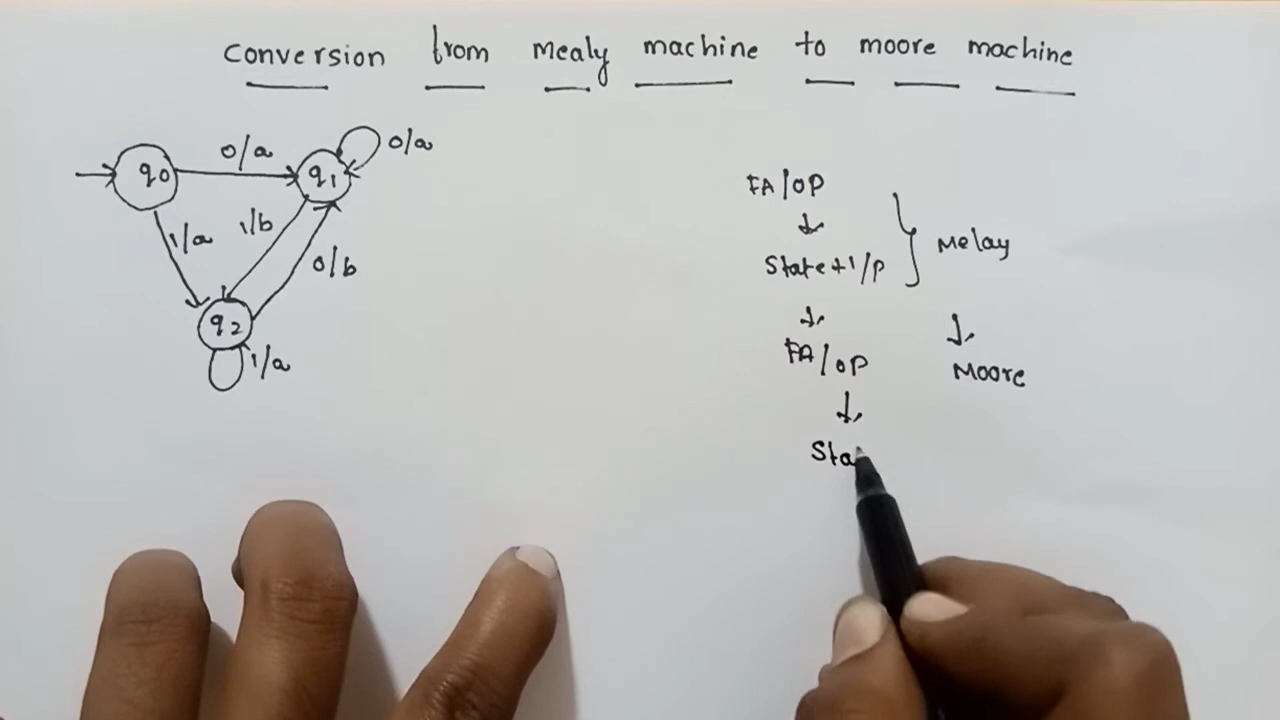 conversion from mealy machine to moore machine
q0
0/a
q1
0/a
1/a
1/b
0/b
q2
1/a
FA/OP
State+1/p
Melay
FA/OP
Moore
Sta